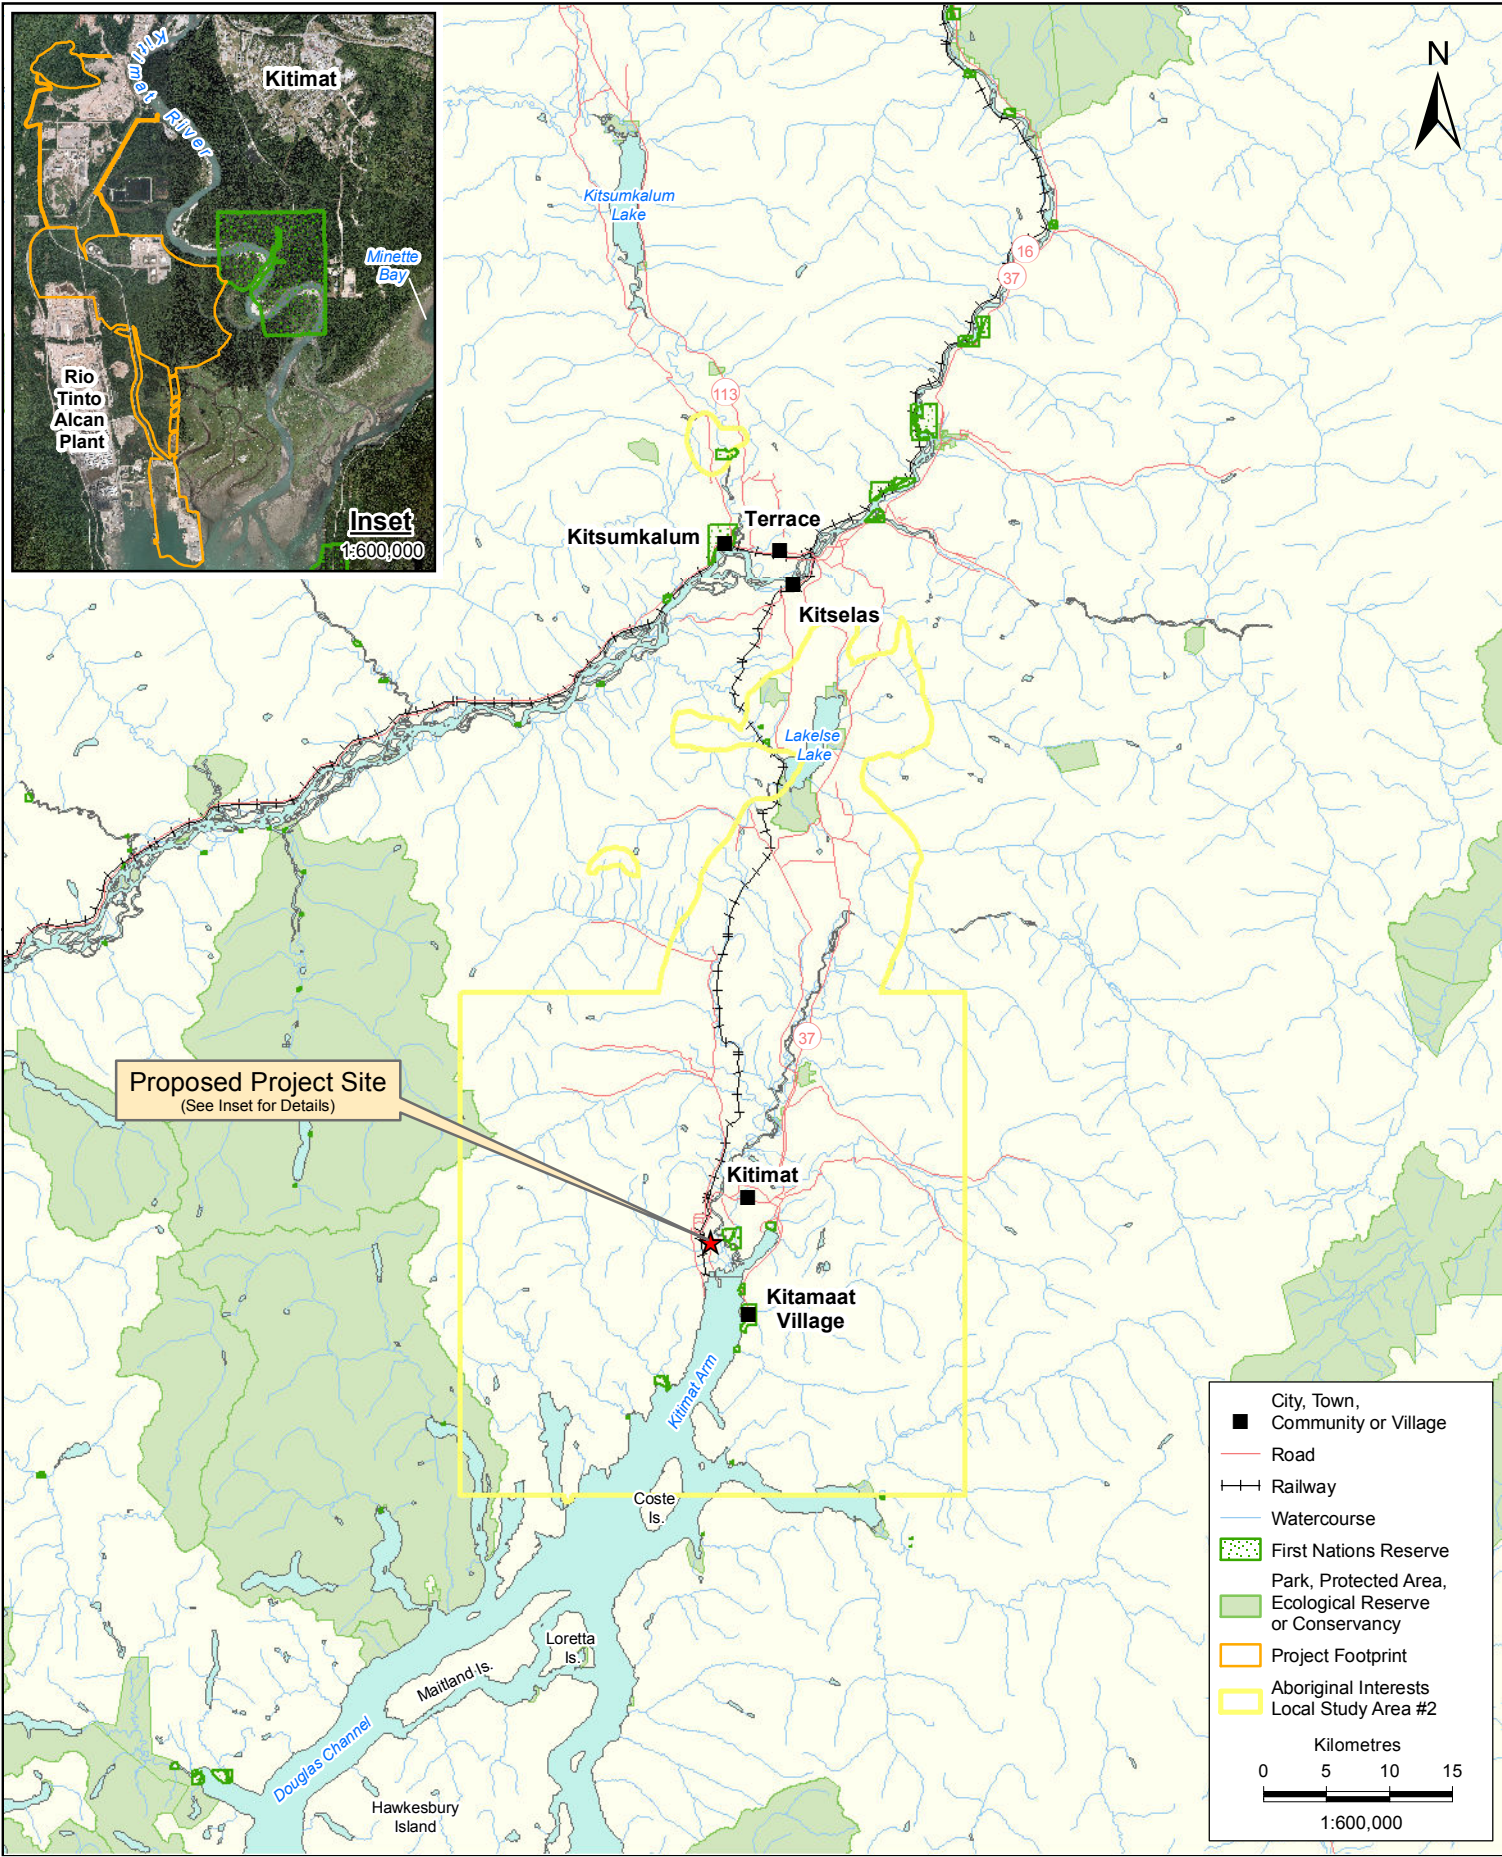 Kitimat River
Kitimat
Minette
Bay
Rio
Tinto
Alcan
Plant
Inset
1:600,000
N
Kitsumkalum
Lake
16
37
113
Kitsumkalum
Terrace
Kitselas
Lakelse
Lake
37
Proposed Project Site
(See Inset for Details)
Kitimat
Kitamaat
Village
Kitimat Arm
Coste
Is.
Loretta
Is.
Maitland Is.
Douglas Channel
Hawkesbury
Island
City, Town,
Community or Village
Road
Railway
Watercourse
First Nations Reserve
Park, Protected Area,
Ecological Reserve
or Conservancy
Project Footprint
Aboriginal Interests
Local Study Area #2
Kilometres
0 5 10 15
1:600,000